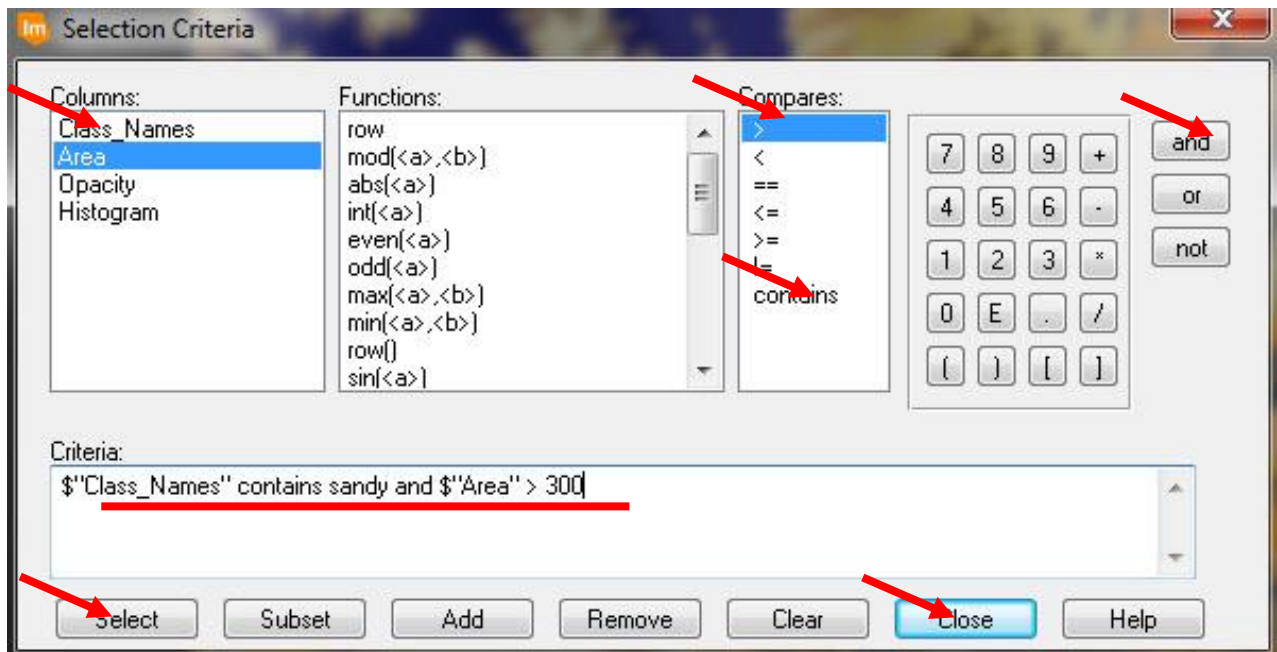 Im Selection Criteria
Columns:
Class_Names
Area
Opacity
Histogram
Functions:
row
mod(<a>,<b>)
abs(<a>)
int(<a>)
even(<a>)
odd(<a>)
max(<a>,<b>)
min(<a>,<b>)
row()
sin(<a>)
Compares:
>
<
==
<=
>=
!=
contains
7 8 9 +
4 5 6 -
1 2 3 *
0 E . /
( ) [ ]
and
or
not
Criteria:
$"Class_Names" contains sandy and $"Area" > 300
Select Subset Add Remove Clear Close Help